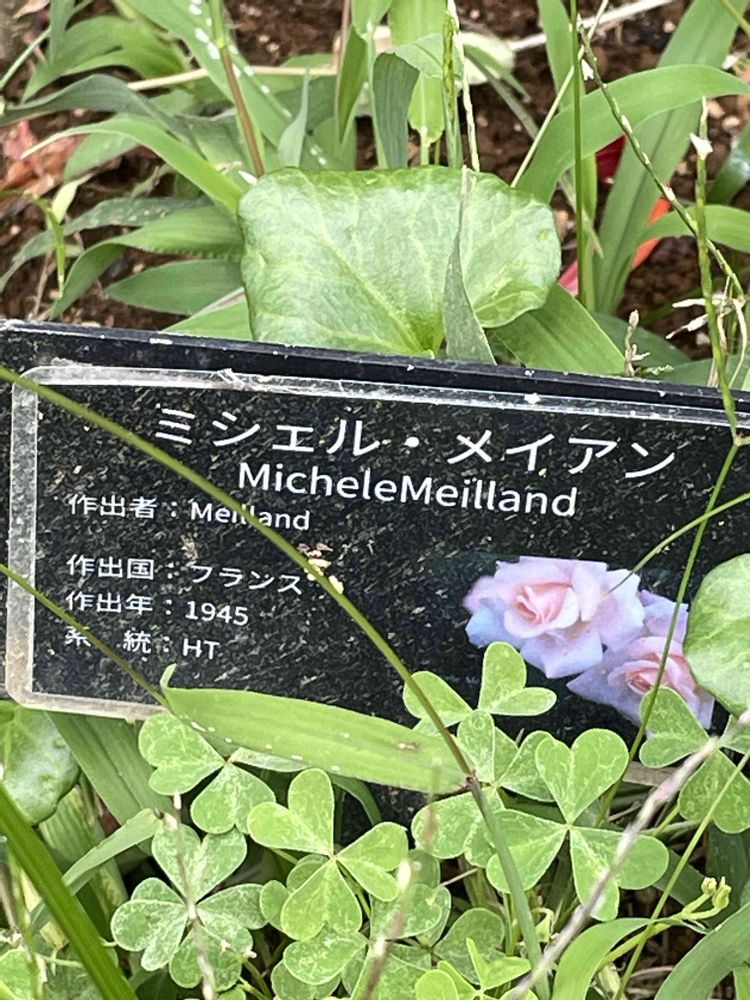 ミシェル・メイアン
MicheleMeilland
作出者：Meilland
作出国：フランス
作出年：1945
系　統：HT